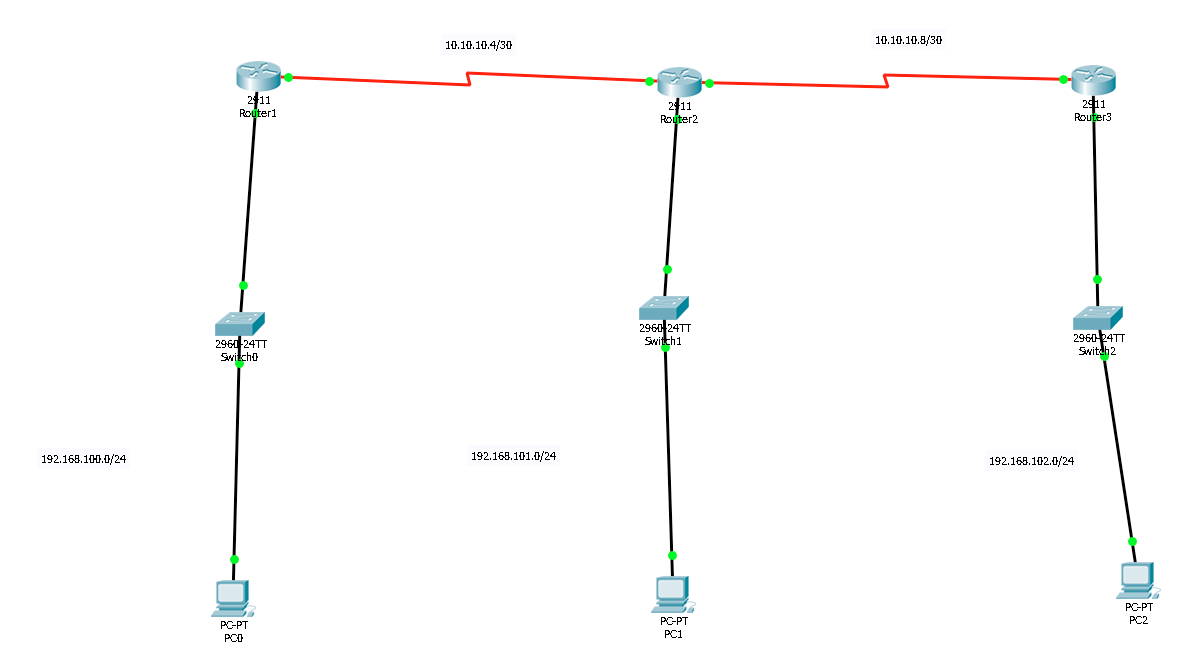 10.10.10.4/30
10.10.10.8/30
2911
Router1
2911
Router2
2911
Router3
2960-24TT
Switch0
2960-24TT
Switch1
2960-24TT
Switch2
192.168.100.0/24
192.168.101.0/24
192.168.102.0/24
PC-PT
PC0
PC-PT
PC1
PC-PT
PC2